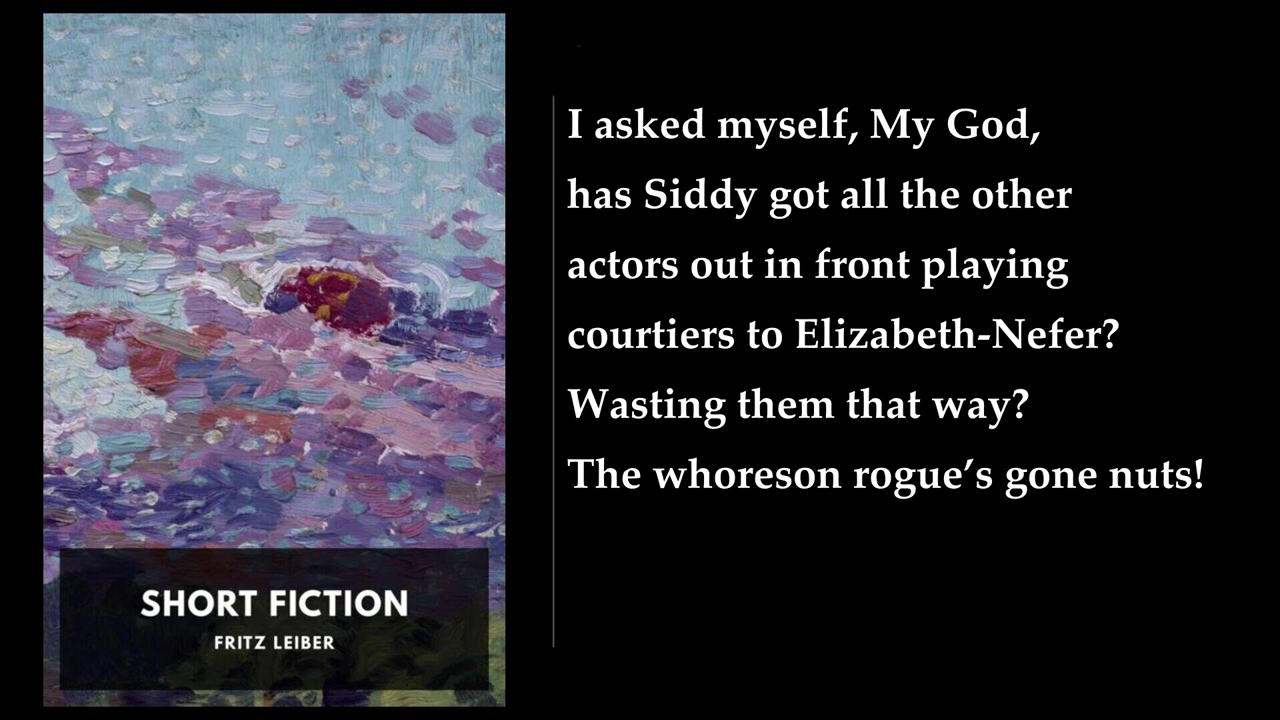 I asked myself, My God,
has Siddy got all the other
actors out in front playing
courtiers to Elizabeth-Nefer?
Wasting them that way?
The whoreson rogue’s gone nuts!
SHORT FICTION
FRITZ LEIBER